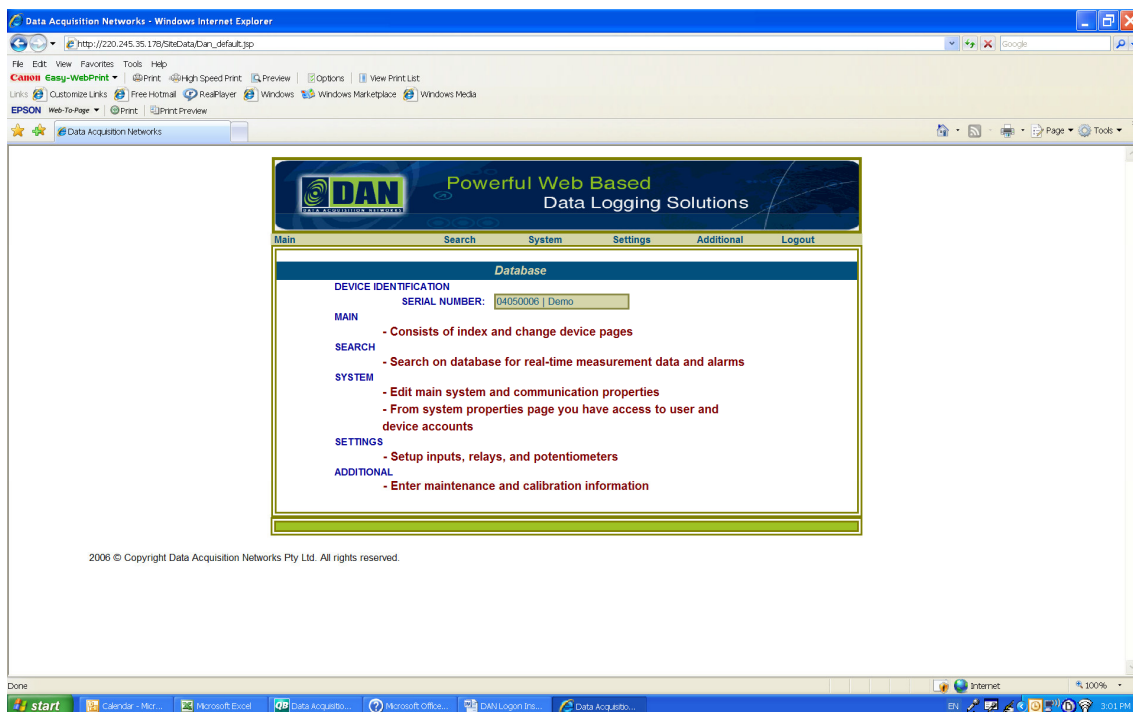 Data Acquisition Networks - Windows Internet Explorer
http://220.245.35.178/SiteData/Dan_default.jsp
Google
File Edit View Favorites Tools Help
Canon Easy-WebPrint Print High Speed Print Preview Options View Print List
Links Customize Links Free Hotmail RealPlayer Windows Windows Marketplace Windows Media
EPSON Web-To-Page Print Print Preview
Data Acquisition Networks
Page Tools
DAN
DATA ACQUISITION NETWORKS
Powerful Web Based
Data Logging Solutions
Main Search System Settings Additional Logout
Database
DEVICE IDENTIFICATION
SERIAL NUMBER: 04050006 | Demo
MAIN
- Consists of index and change device pages
SEARCH
- Search on database for real-time measurement data and alarms
SYSTEM
- Edit main system and communication properties
- From system properties page you have access to user and
device accounts
SETTINGS
- Setup inputs, relays, and potentiometers
ADDITIONAL
- Enter maintenance and calibration information
2006 © Copyright Data Acquisition Networks Pty Ltd. All rights reserved.
Done
Internet
100%
start
Calendar - Micr...
Microsoft Excel
Data Acquisitio...
Microsoft Office...
DAN Logon Ins...
Data Acquisitio...
EN
3:01 PM